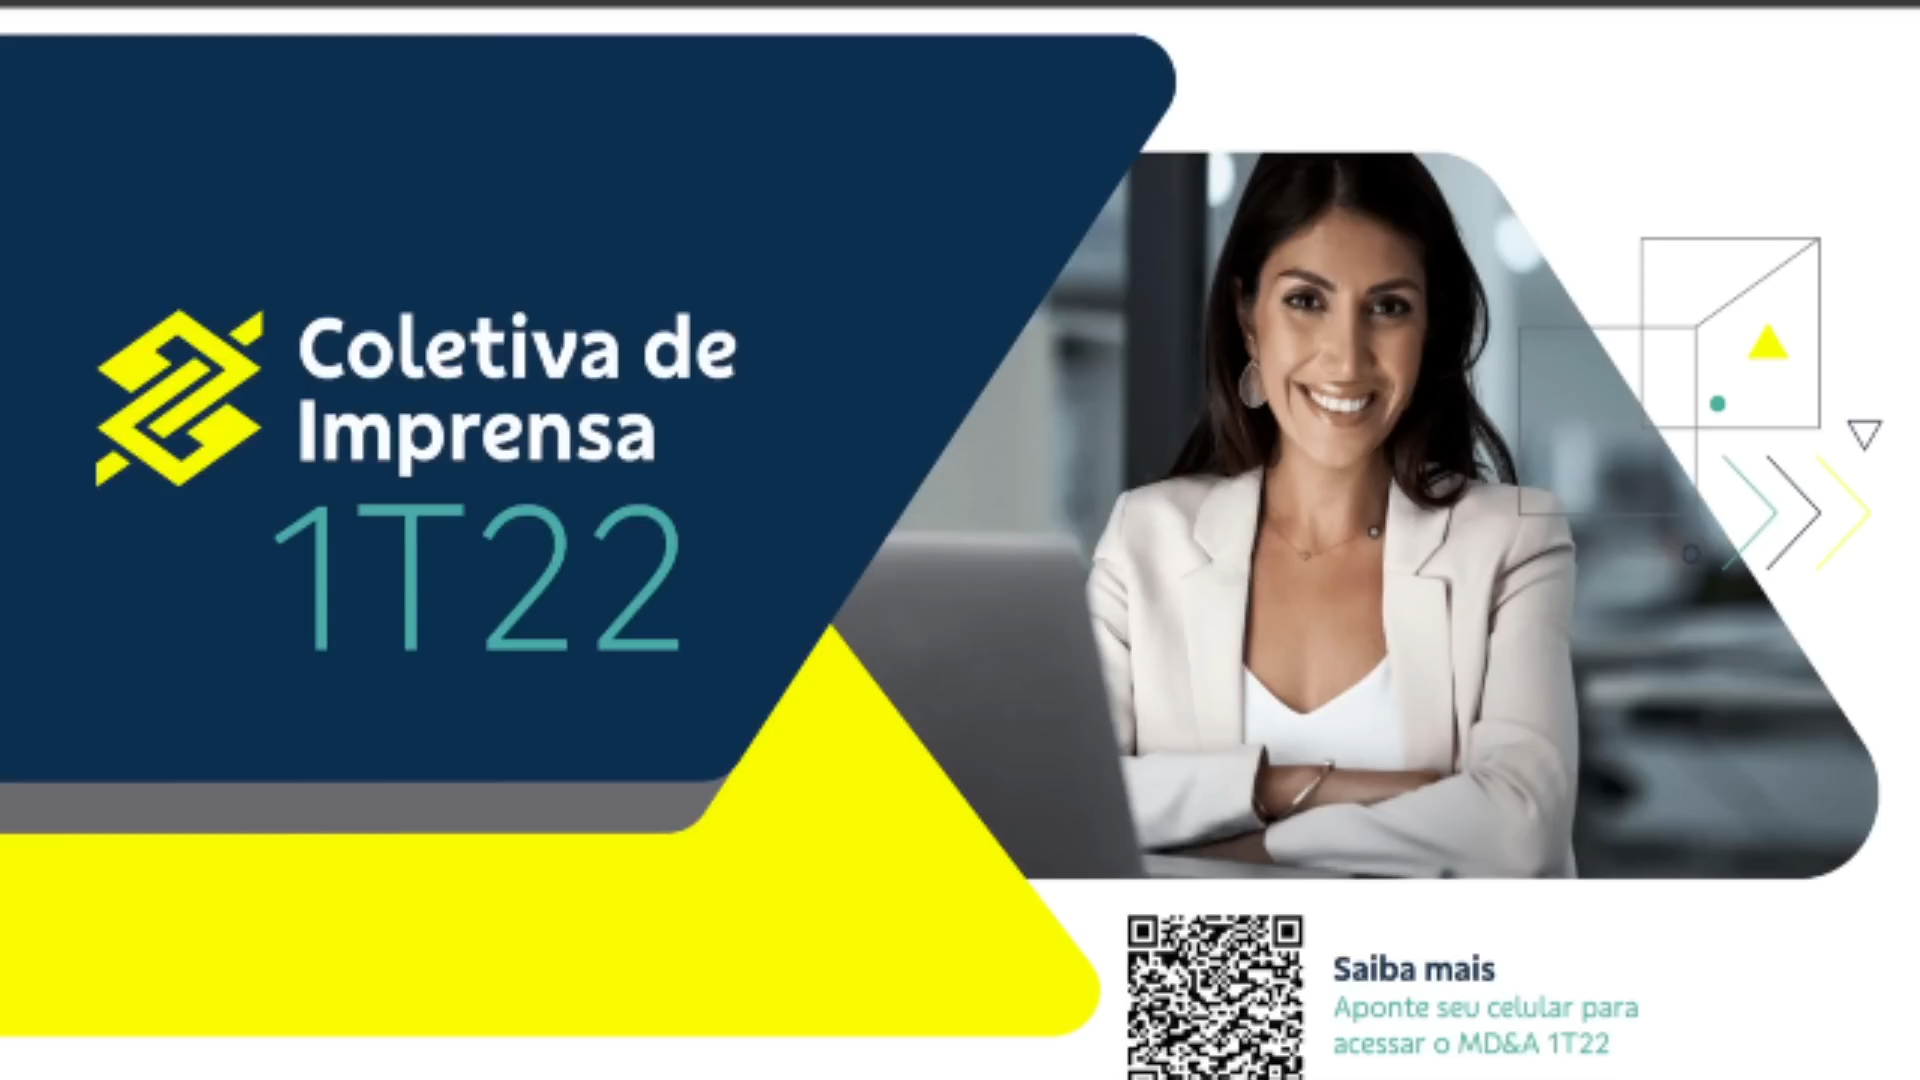 Coletiva de
Imprensa
1T22
Saiba mais
Aponte seu celular para
acessar o MD&A 1T22